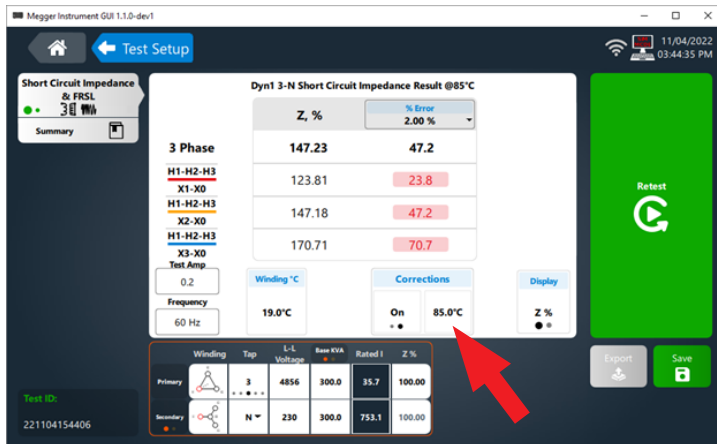 Megger Instrument GUI 1.1.0-dev1
Test Setup
11/04/2022
03:44:35 PM
Short Circuit Impedance
& FRSL
Summary
Dyn1 3-N Short Circuit Impedance Result @85°C
Z, %
% Error
2.00 %
3 Phase
147.23
47.2
H1-H2-H3
X1-X0
123.81
23.8
H1-H2-H3
X2-X0
147.18
47.2
H1-H2-H3
X3-X0
170.71
70.7
Test Amp
0.2
Frequency
60 Hz
Winding °C
19.0°C
Corrections
On
85.0°C
Display
Z %
Retest
Winding Tap L-L Voltage Base KVA Rated I Z %
Primary 3 4856 300.0 35.7 100.00
Secondary N 230 300.0 753.1 100.00
Export
Save
Test ID:
221104154406